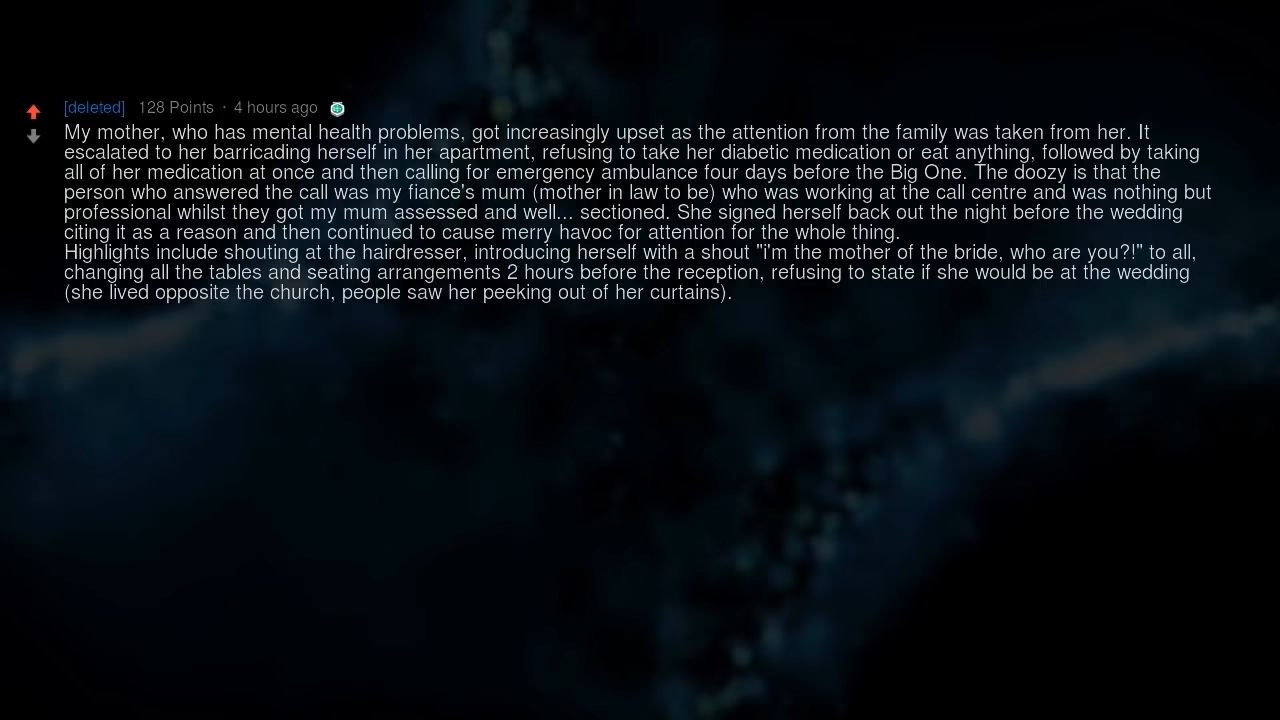 [deleted] 128 Points · 4 hours ago
My mother, who has mental health problems, got increasingly upset as the attention from the family was taken from her. It
escalated to her barricading herself in her apartment, refusing to take her diabetic medication or eat anything, followed by taking
all of her medication at once and then calling for emergency ambulance four days before the Big One. The doozy is that the
person who answered the call was my fiance's mum (mother in law to be) who was working at the call centre and was nothing but
professional whilst they got my mum assessed and well... sectioned. She signed herself back out the night before the wedding
citing it as a reason and then continued to cause merry havoc for attention for the whole thing.
Highlights include shouting at the hairdresser, introducing herself with a shout "i'm the mother of the bride, who are you?!" to all,
changing all the tables and seating arrangements 2 hours before the reception, refusing to state if she would be at the wedding
(she lived opposite the church, people saw her peeking out of her curtains).